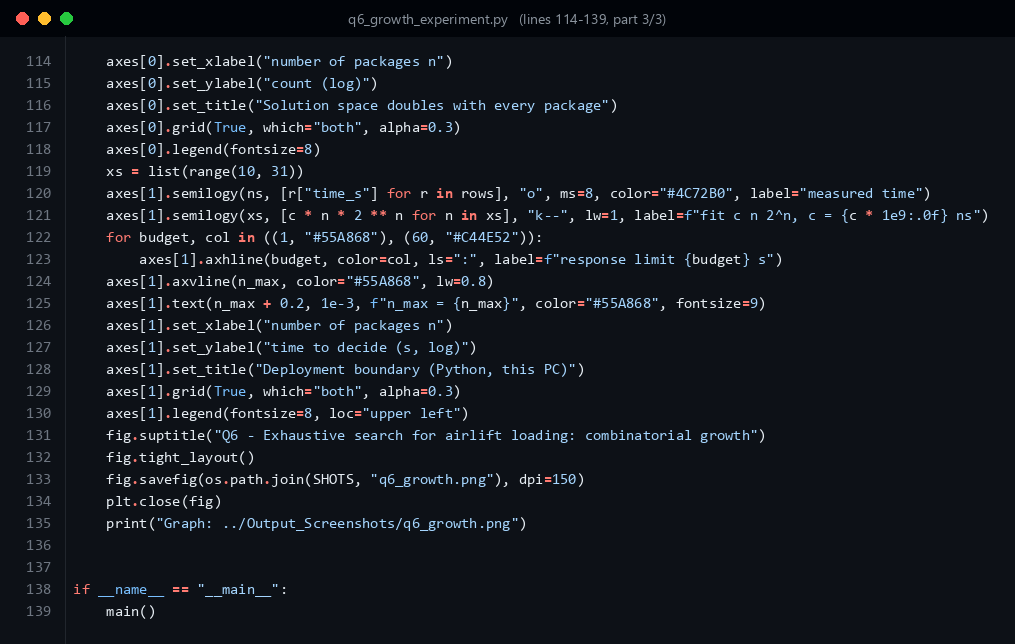 q6_growth_experiment.py (lines 114-139, part 3/3)
114 axes[0].set_xlabel("number of packages n")
115 axes[0].set_ylabel("count (log)")
116 axes[0].set_title("Solution space doubles with every package")
117 axes[0].grid(True, which="both", alpha=0.3)
118 axes[0].legend(fontsize=8)
119 xs = list(range(10, 31))
120 axes[1].semilogy(ns, [r["time_s"] for r in rows], "o", ms=8, color="#4C72B0", label="measured time")
121 axes[1].semilogy(xs, [c * n * 2 ** n for n in xs], "k--", lw=1, label=f"fit c n 2^n, c = {c * 1e9:.0f} ns")
122 for budget, col in ((1, "#55A868"), (60, "#C44E52")):
123 axes[1].axhline(budget, color=col, ls=":", label=f"response limit {budget} s")
124 axes[1].axvline(n_max, color="#55A868", lw=0.8)
125 axes[1].text(n_max + 0.2, 1e-3, f"n_max = {n_max}", color="#55A868", fontsize=9)
126 axes[1].set_xlabel("number of packages n")
127 axes[1].set_ylabel("time to decide (s, log)")
128 axes[1].set_title("Deployment boundary (Python, this PC)")
129 axes[1].grid(True, which="both", alpha=0.3)
130 axes[1].legend(fontsize=8, loc="upper left")
131 fig.suptitle("Q6 - Exhaustive search for airlift loading: combinatorial growth")
132 fig.tight_layout()
133 fig.savefig(os.path.join(SHOTS, "q6_growth.png"), dpi=150)
134 plt.close(fig)
135 print("Graph: ../Output_Screenshots/q6_growth.png")
136
137
138 if __name__ == "__main__":
139 main()